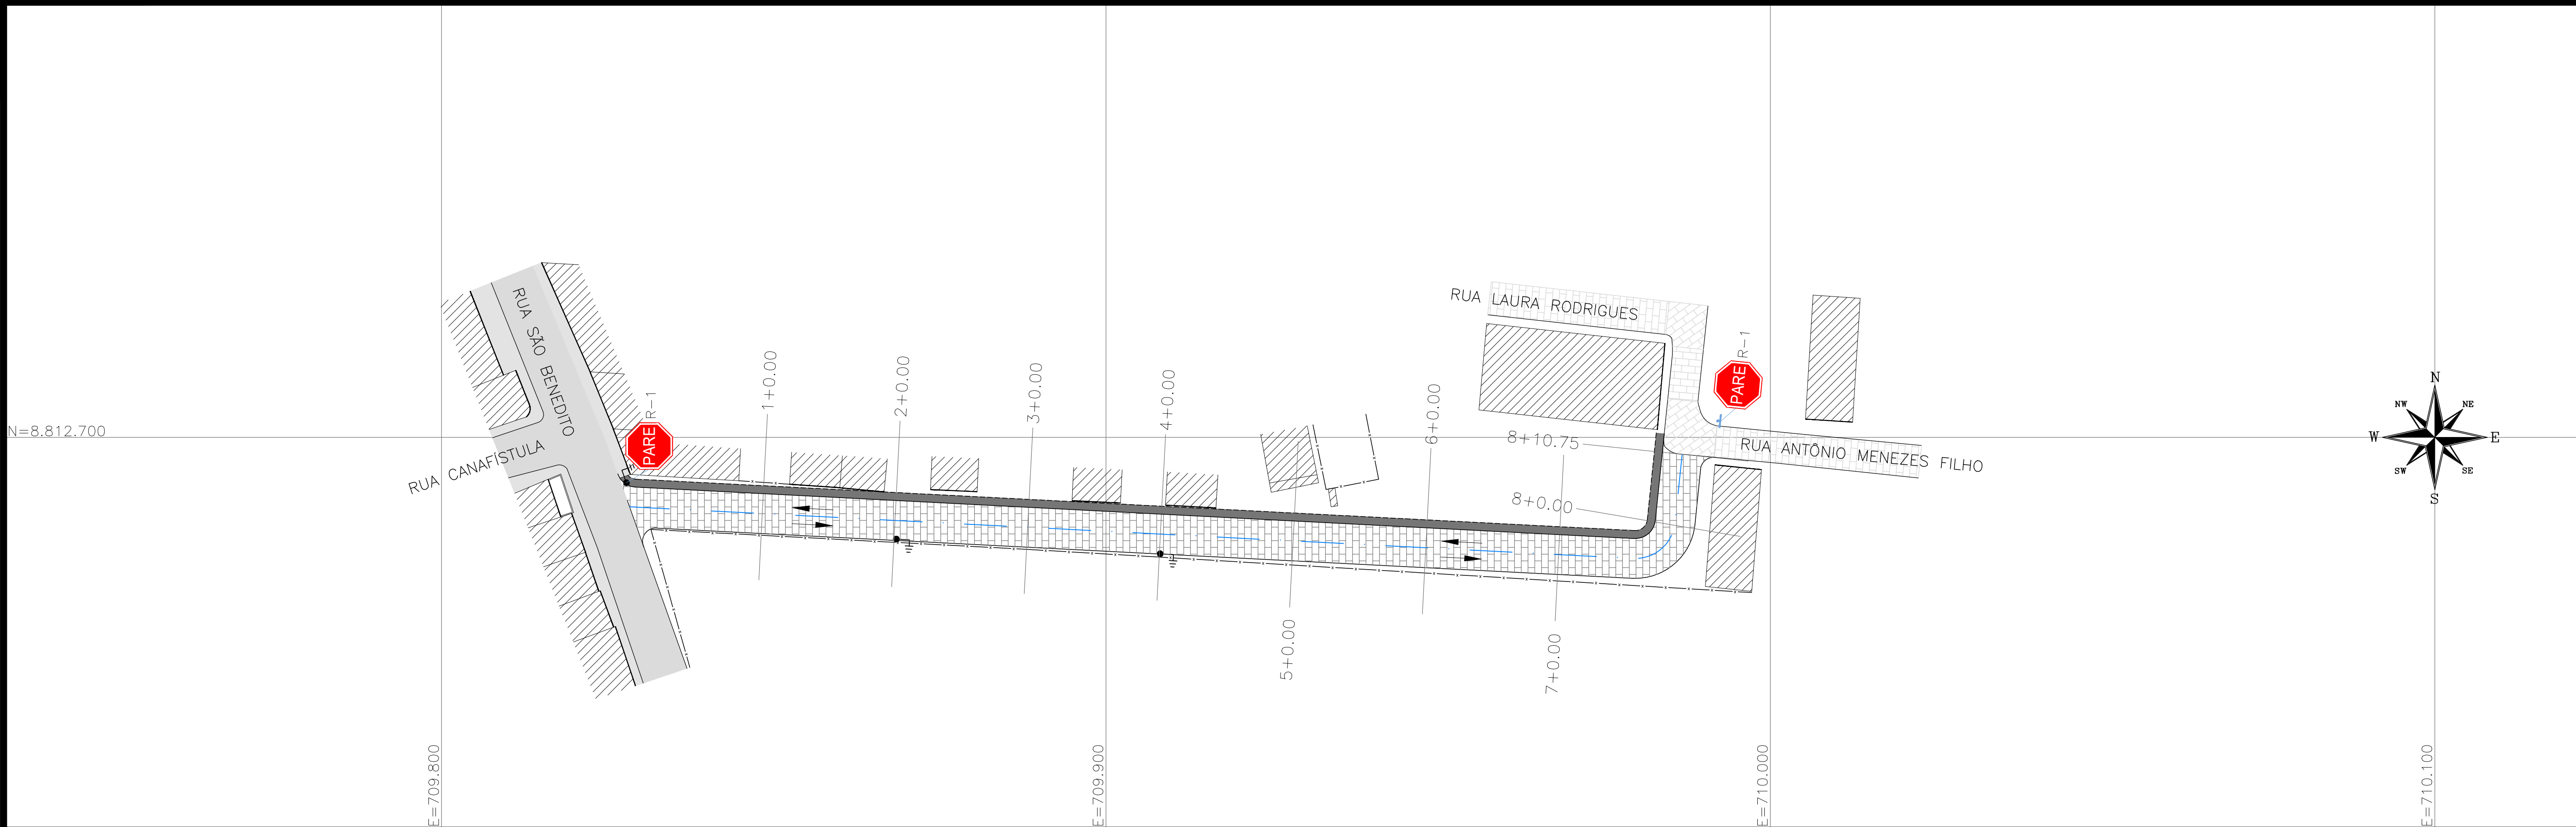 RUA LAURA RODRIGUES
RUA SÃO BENEDITO
R-1
PARE
1+0.00
2+0.00
3+0.00
4+0.00
6+0.00
R-1
PARE
N=8.812.700
RUA CANAFÍSTULA
8+10.75
RUA ANTÔNIO MENEZES FILHO
8+0.00
5+0.00
7+0.00
N
NW
NE
W
E
SW
SE
S
E=709.800
E=709.900
E=710.000
E=710.100